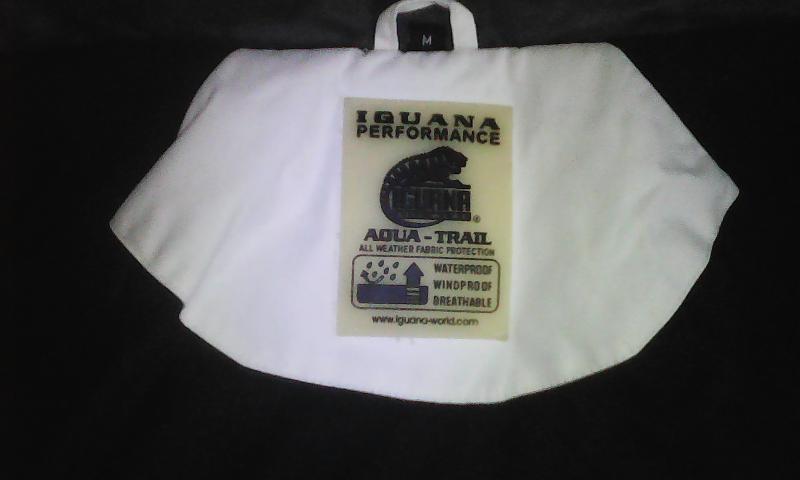 M
IGUANA
PERFORMANCE
IGUANA
®
AQUA - TRAIL
ALL WEATHER FABRIC PROTECTION
WATERPROOF
WINDPROOF
BREATHABLE
www.iguana-world.com